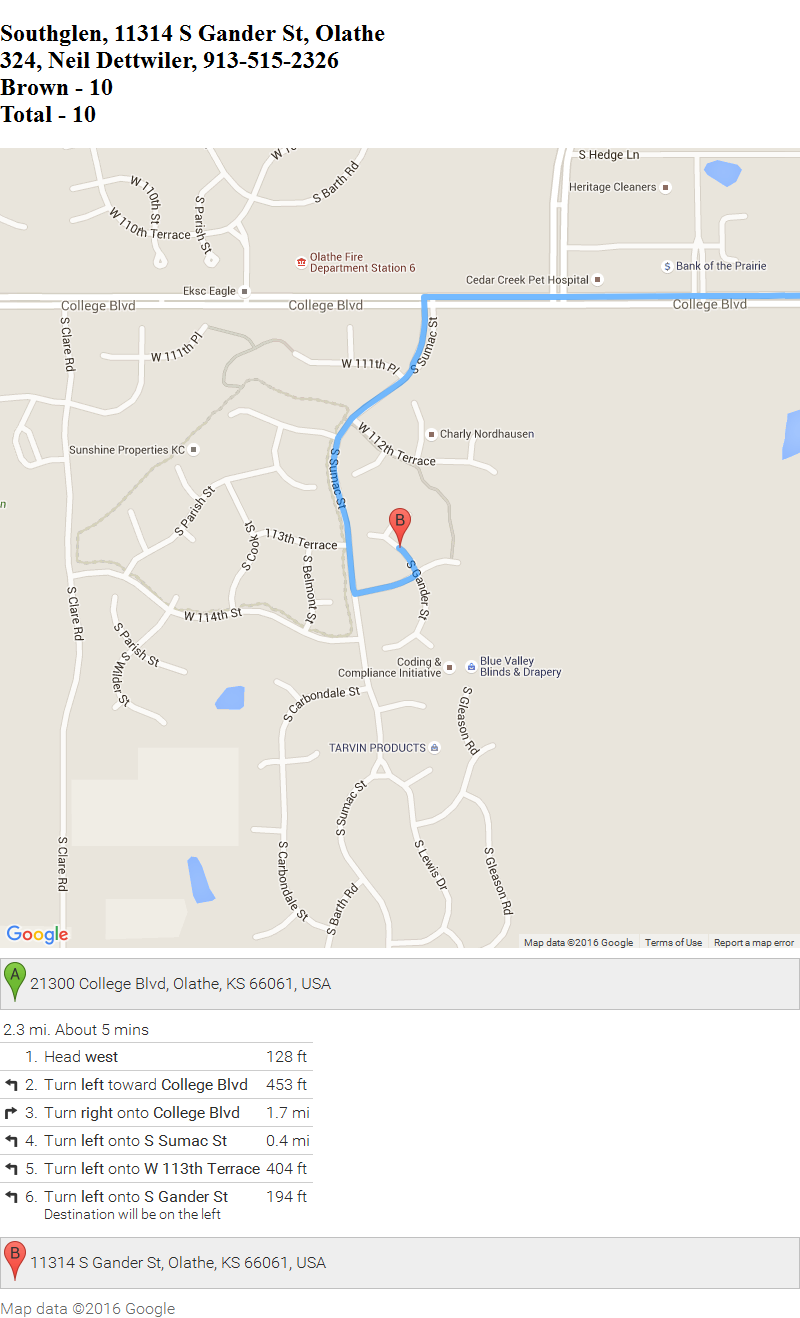 Southglen, 11314 S Gander St, Olathe
324, Neil Dettwiler, 913-515-2326
Brown - 10
Total - 10
S Hedge Ln
S Barth Rd
Heritage Cleaners
W 110th St
S Parish St
W 110th Terrace
Olathe Fire
Department Station 6
Bank of the Prairie
Cedar Creek Pet Hospital
Eksc Eagle
College Blvd
College Blvd
College Blvd
S Clare Rd
S Sumac St
W 111th Pl
W 111th Pl
W 112th Terrace
Charly Nordhausen
Sunshine Properties KC
S Sumac St
n
S Parish St
B
S Cook St
113th Terrace
S Belmont St
S Gander St
S Clare Rd
W 114th St
S Parish St
S Wilder St
Coding &
Compliance Initiative
Blue Valley
Blinds & Drapery
S Carbondale St
S Gleason Rd
TARVIN PRODUCTS
S Sumac St
S Clare Rd
S Carbondale St
S Lewis Dr
S Gleason Rd
S Barth Rd
Google
Map data ©2016 Google Terms of Use Report a map error
A 21300 College Blvd, Olathe, KS 66061, USA
2.3 mi. About 5 mins
1. Head west 128 ft
2. Turn left toward College Blvd 453 ft
3. Turn right onto College Blvd 1.7 mi
4. Turn left onto S Sumac St 0.4 mi
5. Turn left onto W 113th Terrace 404 ft
6. Turn left onto S Gander St 194 ft
Destination will be on the left
B 11314 S Gander St, Olathe, KS 66061, USA
Map data ©2016 Google